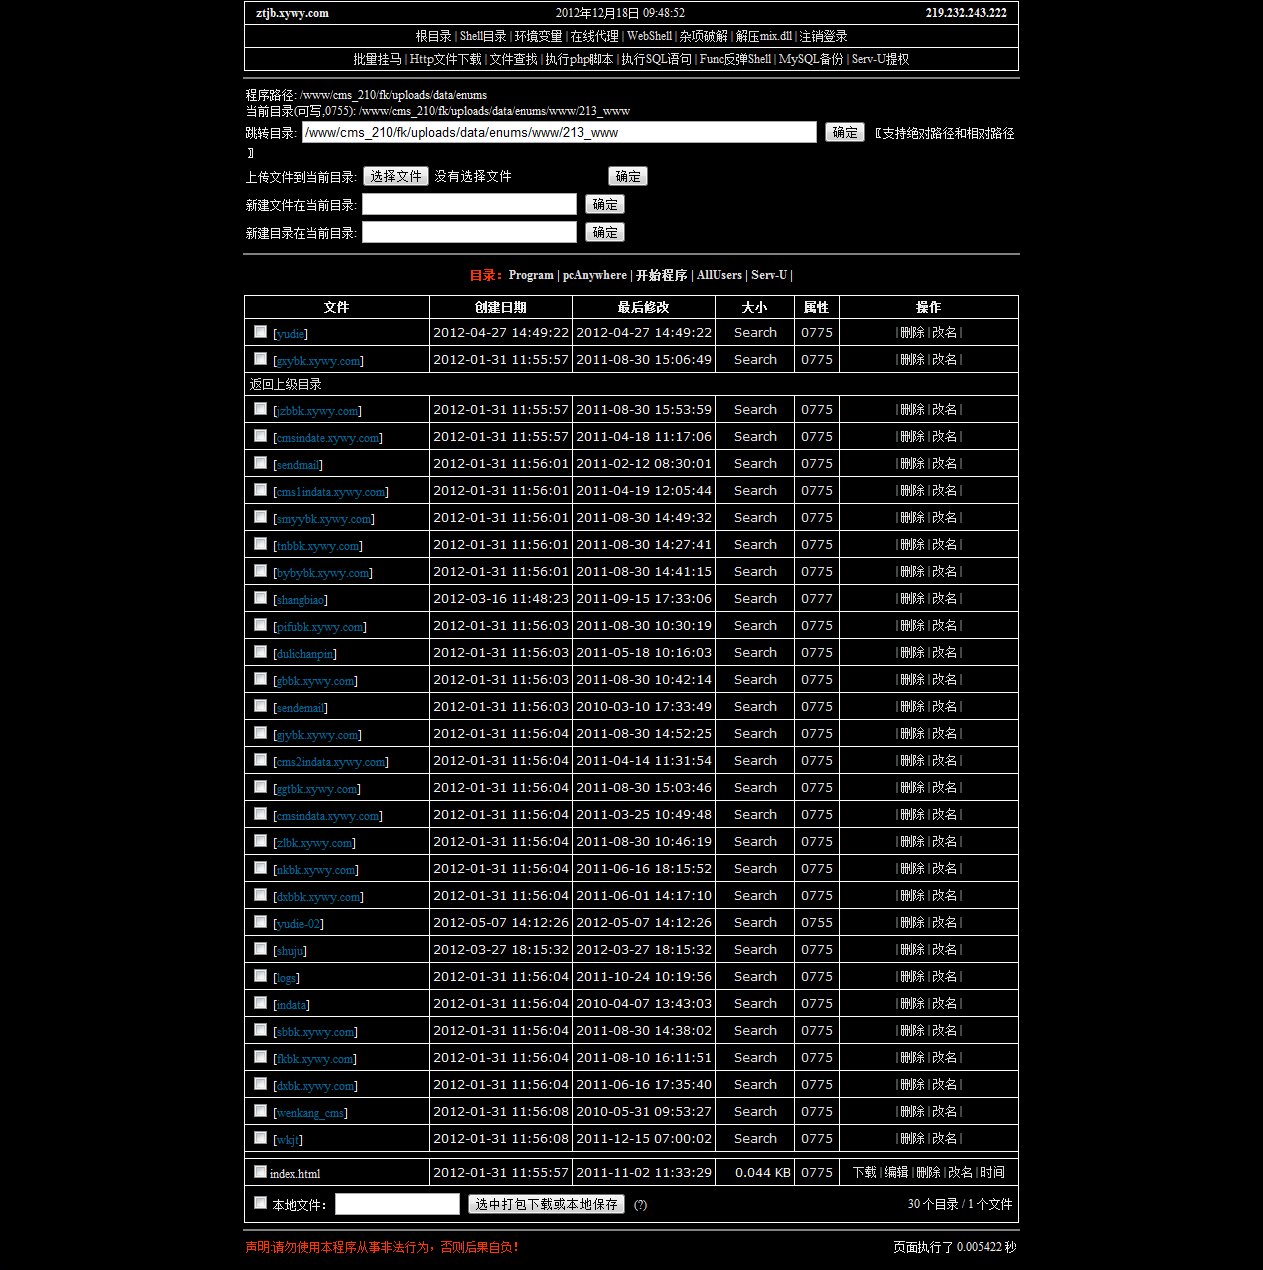 ztjb.xywy.com 2012年12月18日 09:48:52 219.232.243.222
根目录 | Shell目录 | 环境变量 | 在线代理 | WebShell | 杂项破解 | 解压mix.dll | 注销登录
批量挂马 | Http文件下载 | 文件查找 | 执行php脚本 | 执行SQL语句 | Func反弹Shell | MySQL备份 | Serv-U提权
程序路径: /www/cms_210/fk/uploads/data/enums
当前目录(可写,0755): /www/cms_210/fk/uploads/data/enums/www/213_www
跳转目录: /www/cms_210/fk/uploads/data/enums/www/213_www 确定 〖支持绝对路径和相对路径
〗
上传文件到当前目录: 选择文件 没有选择文件 确定
新建文件在当前目录: 确定
新建目录在当前目录: 确定
目录：Program | pcAnywhere | 开始程序 | AllUsers | Serv-U |
文件 创建日期 最后修改 大小 属性 操作
[yudie] 2012-04-27 14:49:22 2012-04-27 14:49:22 Search 0775 | 删除 | 改名 |
[gxybk.xywy.com] 2012-01-31 11:55:57 2011-08-30 15:06:49 Search 0775 | 删除 | 改名 |
返回上级目录
[jzbbk.xywy.com] 2012-01-31 11:55:57 2011-08-30 15:53:59 Search 0775 | 删除 | 改名 |
[cmsindate.xywy.com] 2012-01-31 11:55:57 2011-04-18 11:17:06 Search 0775 | 删除 | 改名 |
[sendmail] 2012-01-31 11:56:01 2011-02-12 08:30:01 Search 0775 | 删除 | 改名 |
[cms1indata.xywy.com] 2012-01-31 11:56:01 2011-04-19 12:05:44 Search 0775 | 删除 | 改名 |
[smyybk.xywy.com] 2012-01-31 11:56:01 2011-08-30 14:49:32 Search 0775 | 删除 | 改名 |
[tnbbk.xywy.com] 2012-01-31 11:56:01 2011-08-30 14:27:41 Search 0775 | 删除 | 改名 |
[bybybk.xywy.com] 2012-01-31 11:56:01 2011-08-30 14:41:15 Search 0775 | 删除 | 改名 |
[shangbiao] 2012-03-16 11:48:23 2011-09-15 17:33:06 Search 0777 | 删除 | 改名 |
[pifubk.xywy.com] 2012-01-31 11:56:03 2011-08-30 10:30:19 Search 0775 | 删除 | 改名 |
[dulichanpin] 2012-01-31 11:56:03 2011-05-18 10:16:03 Search 0775 | 删除 | 改名 |
[gbbk.xywy.com] 2012-01-31 11:56:03 2011-08-30 10:42:14 Search 0775 | 删除 | 改名 |
[sendemail] 2012-01-31 11:56:03 2010-03-10 17:33:49 Search 0775 | 删除 | 改名 |
[gjybk.xywy.com] 2012-01-31 11:56:04 2011-08-30 14:52:25 Search 0775 | 删除 | 改名 |
[cms2indata.xywy.com] 2012-01-31 11:56:04 2011-04-14 11:31:54 Search 0775 | 删除 | 改名 |
[ggtbk.xywy.com] 2012-01-31 11:56:04 2011-08-30 15:03:46 Search 0775 | 删除 | 改名 |
[cmsindata.xywy.com] 2012-01-31 11:56:04 2011-03-25 10:49:48 Search 0775 | 删除 | 改名 |
[zlbk.xywy.com] 2012-01-31 11:56:04 2011-08-30 10:46:19 Search 0775 | 删除 | 改名 |
[nkbk.xywy.com] 2012-01-31 11:56:04 2011-06-16 18:15:52 Search 0775 | 删除 | 改名 |
[dxbbk.xywy.com] 2012-01-31 11:56:04 2011-06-01 14:17:10 Search 0775 | 删除 | 改名 |
[yudie-02] 2012-05-07 14:12:26 2012-05-07 14:12:26 Search 0755 | 删除 | 改名 |
[shuju] 2012-03-27 18:15:32 2012-03-27 18:15:32 Search 0775 | 删除 | 改名 |
[logs] 2012-01-31 11:56:04 2011-10-24 10:19:56 Search 0775 | 删除 | 改名 |
[indata] 2012-01-31 11:56:04 2010-04-07 13:43:03 Search 0775 | 删除 | 改名 |
[sbbk.xywy.com] 2012-01-31 11:56:04 2011-08-30 14:38:02 Search 0775 | 删除 | 改名 |
[fkbk.xywy.com] 2012-01-31 11:56:04 2011-08-10 16:11:51 Search 0775 | 删除 | 改名 |
[dxbk.xywy.com] 2012-01-31 11:56:04 2011-06-16 17:35:40 Search 0775 | 删除 | 改名 |
[wenkang_cms] 2012-01-31 11:56:08 2010-05-31 09:53:27 Search 0775 | 删除 | 改名 |
[wkjt] 2012-01-31 11:56:08 2011-12-15 07:00:02 Search 0775 | 删除 | 改名 |
index.html 2012-01-31 11:55:57 2011-11-02 11:33:29 0.044 KB 0775 下载 | 编辑 | 删除 | 改名 | 时间
本地文件： 选中打包下载或本地保存 (?) 30 个目录 / 1 个文件
声明:请勿使用本程序从事非法行为，否则后果自负！ 页面执行了 0.005422 秒